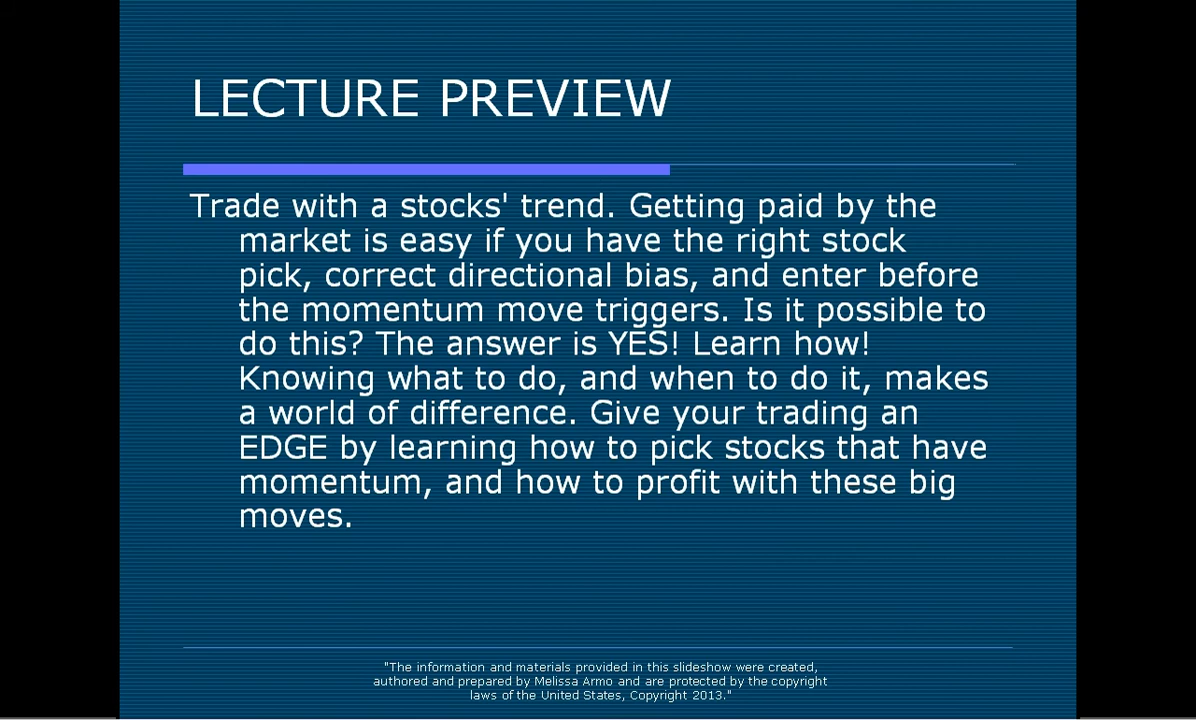 LECTURE PREVIEW
Trade with a stocks' trend. Getting paid by the
market is easy if you have the right stock
pick, correct directional bias, and enter before
the momentum move triggers. Is it possible to
do this? The answer is YES! Learn how!
Knowing what to do, and when to do it, makes
a world of difference. Give your trading an
EDGE by learning how to pick stocks that have
momentum, and how to profit with these big
moves.
"The information and materials provided in this slideshow were created,
authored and prepared by Melissa Armo and are protected by the copyright
laws of the United States, Copyright 2013."